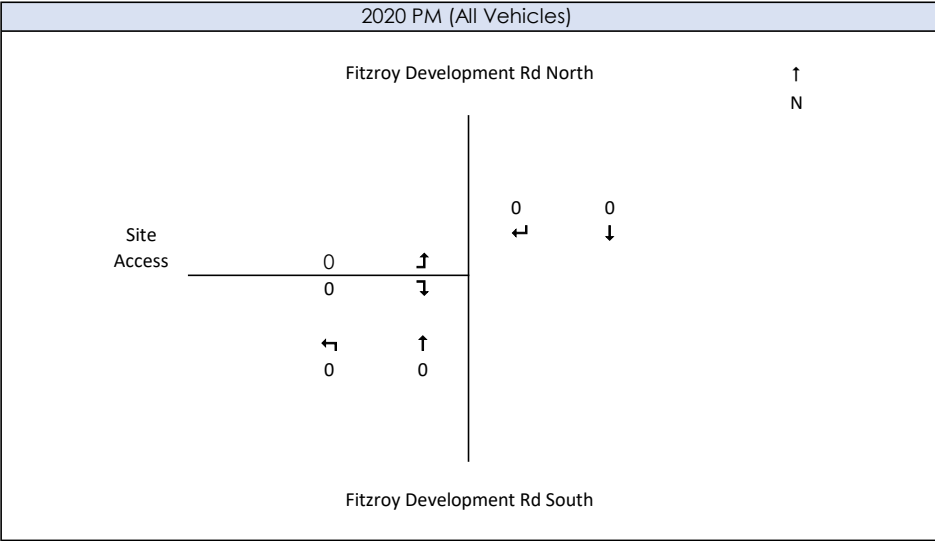 2020 PM (All Vehicles)
Fitzroy Development Rd North
↑
N
0 0
↵ ↓
Site
Access
0 ⮥
0 ⮧
↰ ↑
0 0
Fitzroy Development Rd South